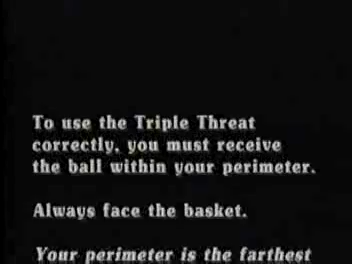 To use the Triple Threat
correctly, you must receive
the ball within your perimeter.
Always face the basket.
Your perimeter is the farthest